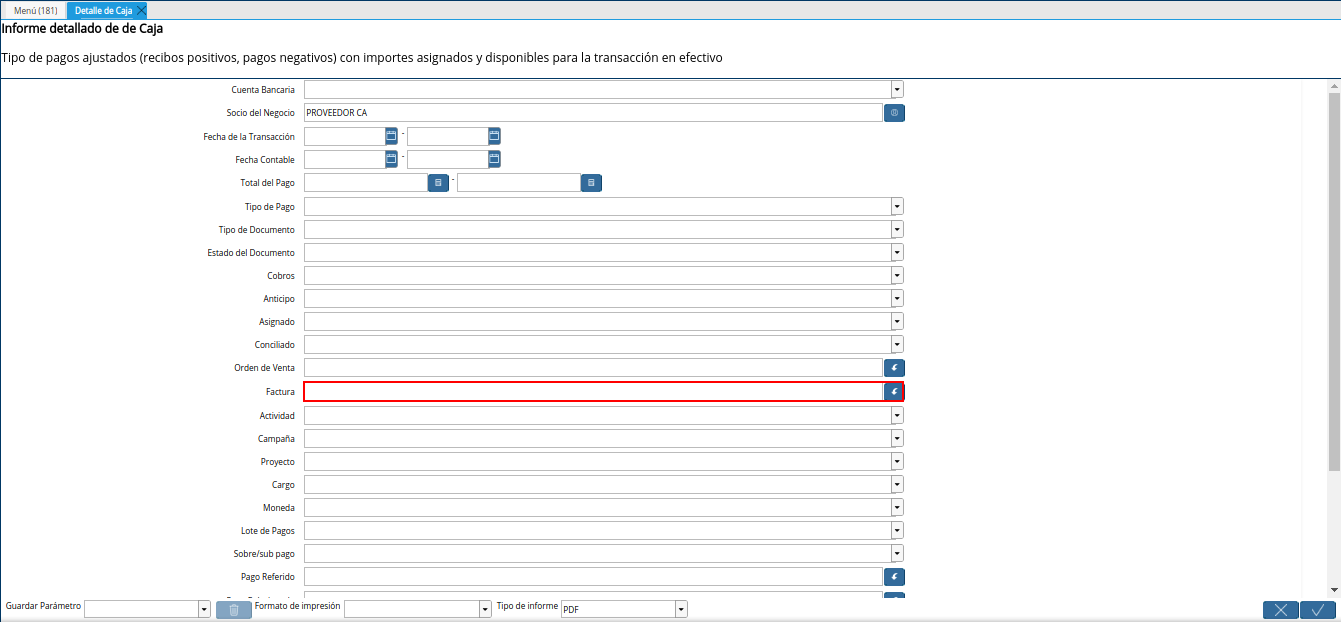 Menú (181)
Detalle de Caja
Informe detallado de de Caja
Tipo de pagos ajustados (recibos positivos, pagos negativos) con importes asignados y disponibles para la transacción en efectivo
Cuenta Bancaria
Socio del Negocio PROVEEDOR CA
Fecha de la Transacción -
Fecha Contable -
Total del Pago -
Tipo de Pago
Tipo de Documento
Estado del Documento
Cobros
Anticipo
Asignado
Conciliado
Orden de Venta
Factura
Actividad
Campaña
Proyecto
Cargo
Moneda
Lote de Pagos
Sobre/sub pago
Pago Referido
Guardar Parámetro Formato de impresión Tipo de informe PDF